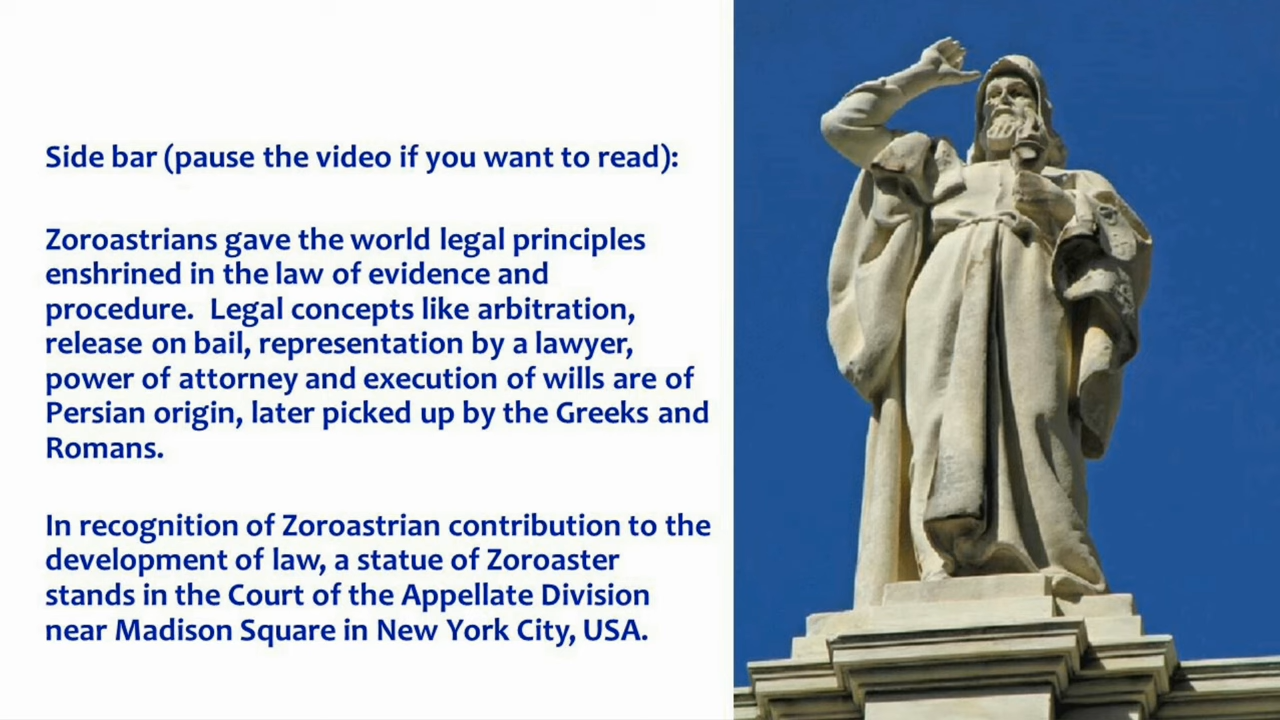 Side bar (pause the video if you want to read):
Zoroastrians gave the world legal principles
enshrined in the law of evidence and
procedure.  Legal concepts like arbitration,
release on bail, representation by a lawyer,
power of attorney and execution of wills are of
Persian origin, later picked up by the Greeks and
Romans.
In recognition of Zoroastrian contribution to the
development of law, a statue of Zoroaster
stands in the Court of the Appellate Division
near Madison Square in New York City, USA.